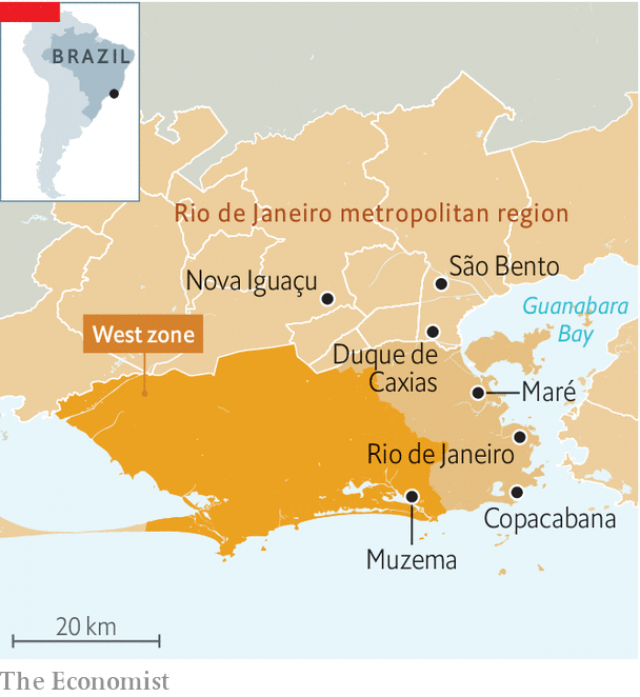 BRAZIL
Rio de Janeiro metropolitan region
São Bento
Nova Iguaçu
Guanabara
Bay
West zone
Duque de
Caxias
Maré
Rio de Janeiro
Copacabana
Muzema
20 km
The Economist